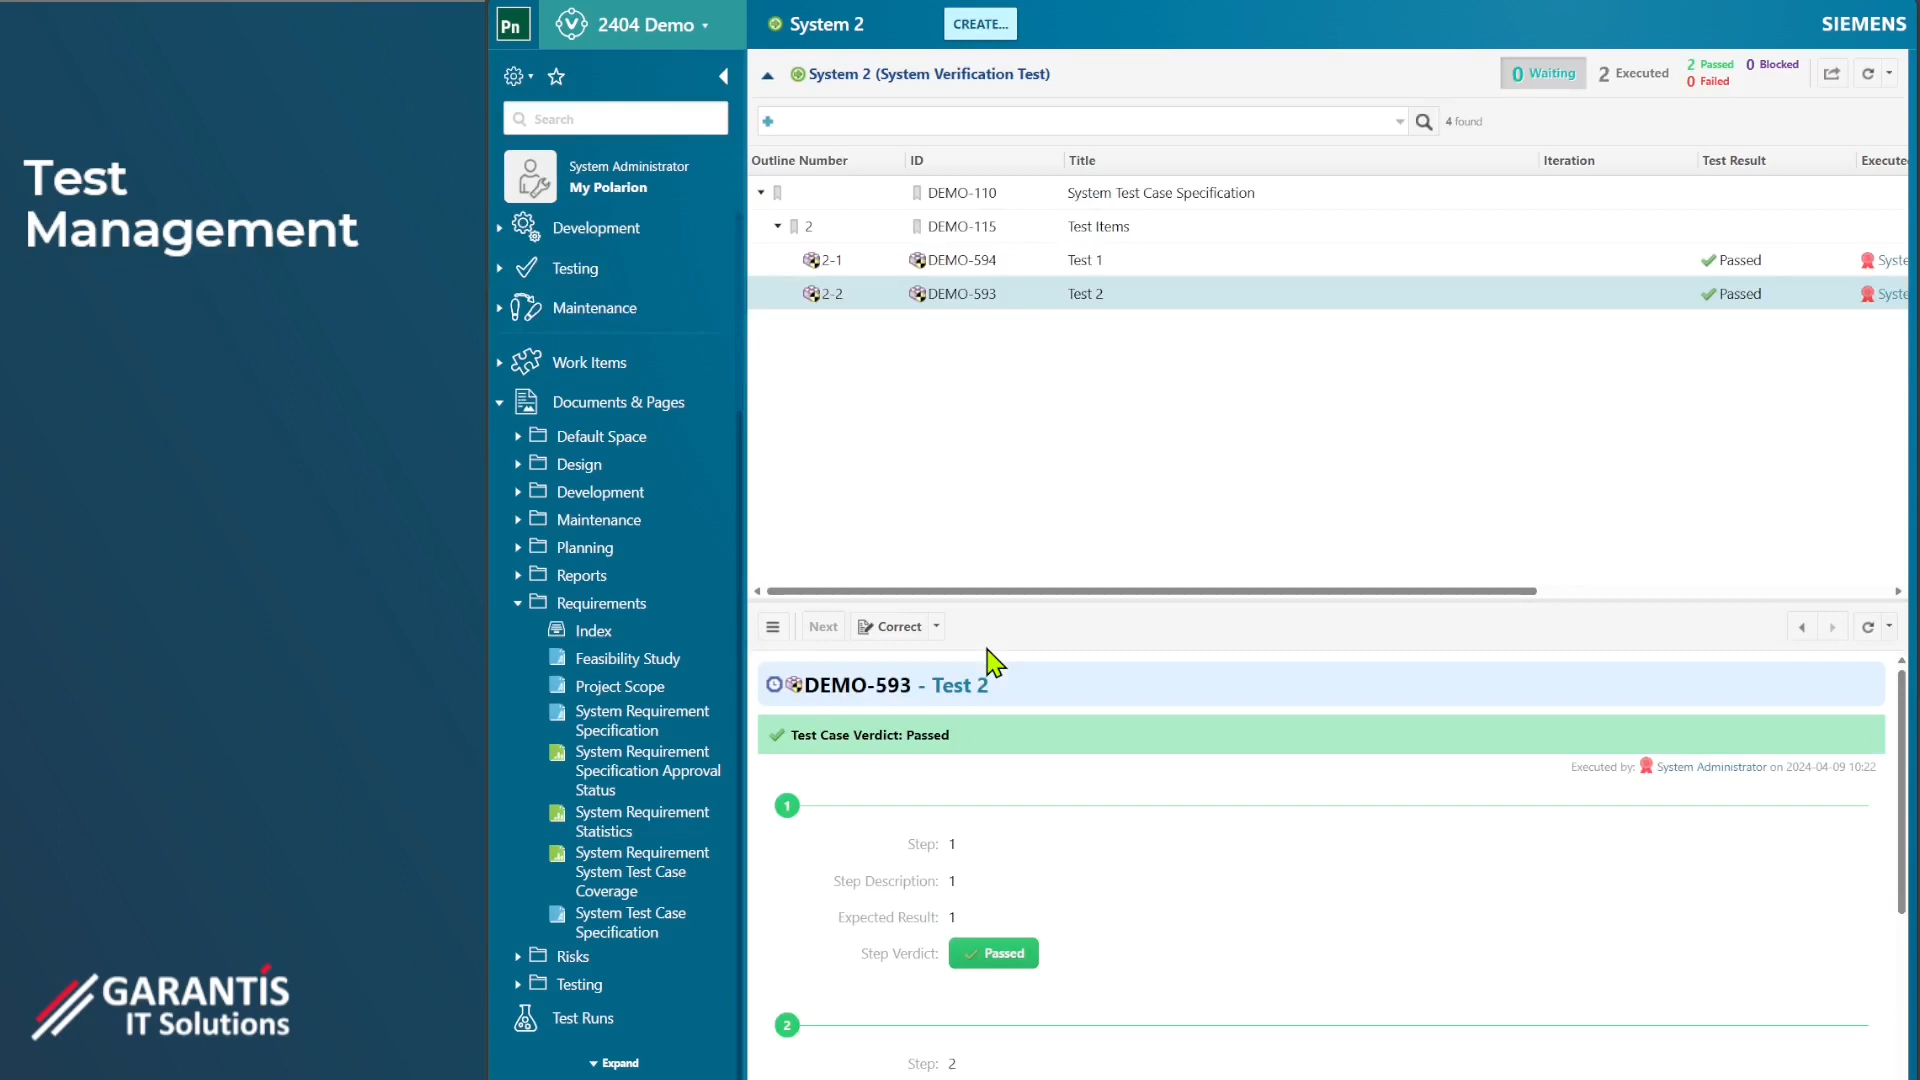 Test
Management
GARANTİS
IT Solutions
Pn
2404 Demo
System 2
CREATE...
SIEMENS
Search
System Administrator
My Polarion
Development
Testing
Maintenance
Work Items
Documents & Pages
Default Space
Design
Development
Maintenance
Planning
Reports
Requirements
Index
Feasibility Study
Project Scope
System Requirement
Specification
System Requirement
Specification Approval
Status
System Requirement
Statistics
System Requirement
System Test Case
Coverage
System Test Case
Specification
Risks
Testing
Test Runs
Expand
System 2 (System Verification Test)
0 Waiting
2 Executed
2 Passed
0 Failed
0 Blocked
4 found
Outline Number ID Title Iteration Test Result Execute
DEMO-110 System Test Case Specification
2 DEMO-115 Test Items
2-1 DEMO-594 Test 1 Passed Syste
2-2 DEMO-593 Test 2 Passed Syste
Next Correct
DEMO-593 - Test 2
Test Case Verdict: Passed
Executed by: System Administrator on 2024-04-09 10:22
1
Step: 1
Step Description: 1
Expected Result: 1
Step Verdict: Passed
2
Step: 2